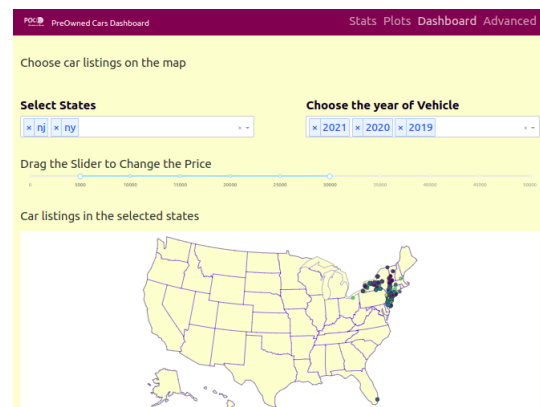 POCD PreOwned Cars Dashboard Stats Plots Dashboard Advanced
Choose car listings on the map
Select States Choose the year of Vehicle
× nj × ny × 2021 × 2020 × 2019
Drag the Slider to Change the Price
0 5000 10000 15000 20000 25000 30000 35000 40000 45000 50000
Car listings in the selected states